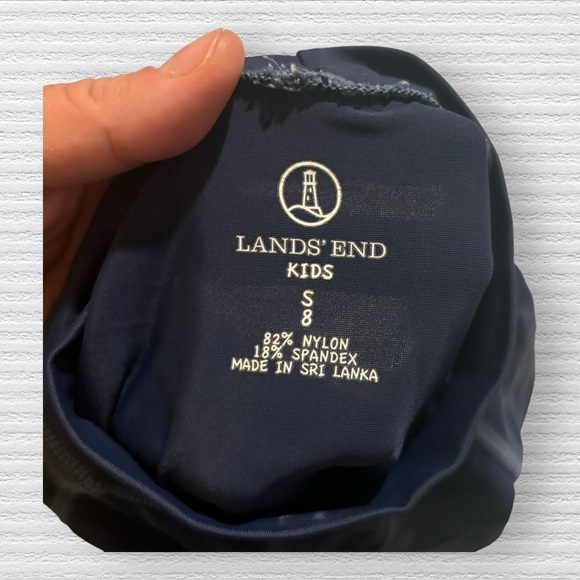 LANDS' END
KIDS
S
8
82% NYLON
18% SPANDEX
MADE IN SRI LANKA